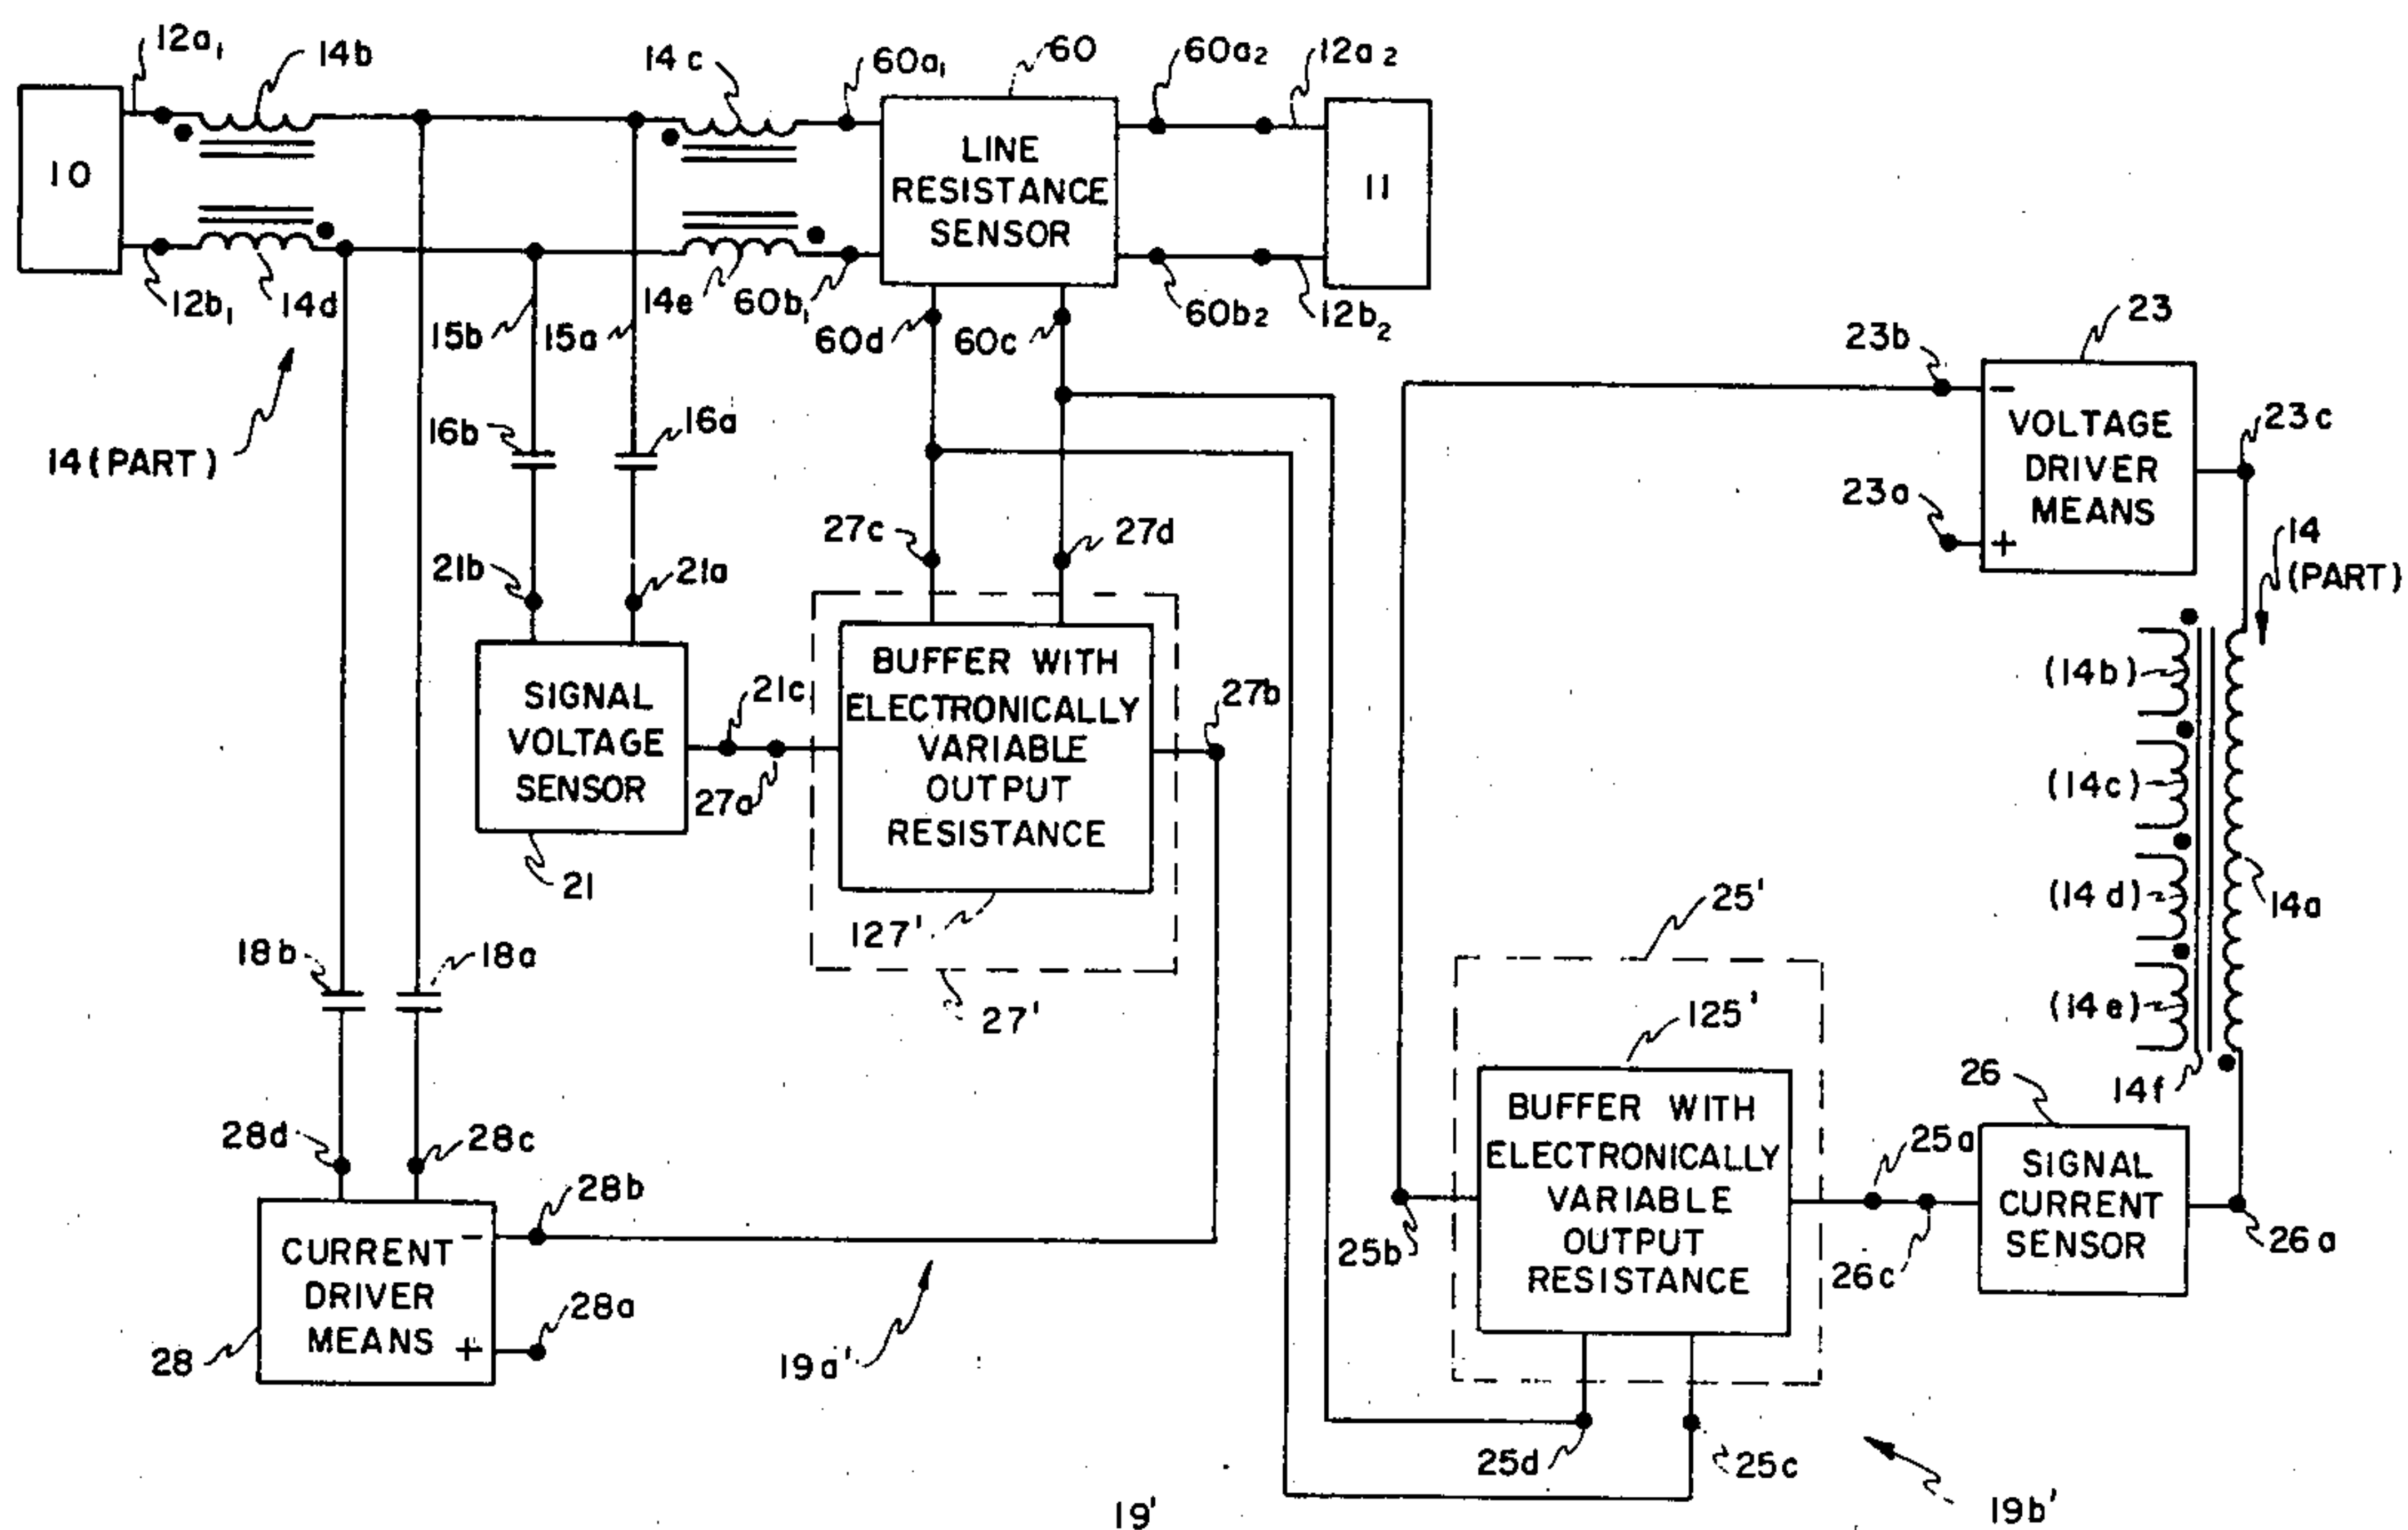 12a₁
14b
14c
60a₁
60
60a₂
12a₂
10
LINE
RESISTANCE
SENSOR
11
12b₁
14d
15b
15a
14e
60b₁
60d
60c
60b₂
12b₂
14 (PART)
16b
16a
23b
23
VOLTAGE
DRIVER
MEANS
−
+
23c
23a
27c
27d
14
(PART)
21b
21a
SIGNAL
VOLTAGE
SENSOR
21c
27a
BUFFER WITH
ELECTRONICALLY
VARIABLE
OUTPUT
RESISTANCE
27b
(14b)
(14c)
(14d)
(14e)
14a
14f
21
127'
27'
18b
18a
25'
125'
28d
28c
28b
CURRENT
DRIVER
MEANS
−
+
28a
28
19a'
BUFFER WITH
ELECTRONICALLY
VARIABLE
OUTPUT
RESISTANCE
25b
25a
26
26c
SIGNAL
CURRENT
SENSOR
26a
25d
25c
19'
19b'